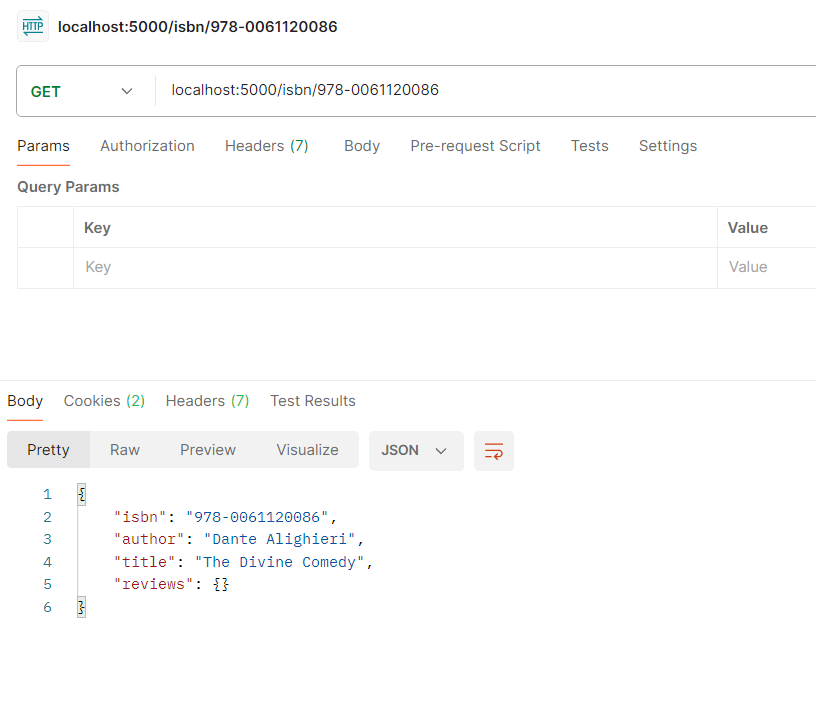 HTTP localhost:5000/isbn/978-0061120086
GET localhost:5000/isbn/978-0061120086
Params Authorization Headers (7) Body Pre-request Script Tests Settings
Query Params
Key Value
Key Value
Body Cookies (2) Headers (7) Test Results
Pretty Raw Preview Visualize JSON
1 {
2 "isbn": "978-0061120086",
3 "author": "Dante Alighieri",
4 "title": "The Divine Comedy",
5 "reviews": {}
6 }